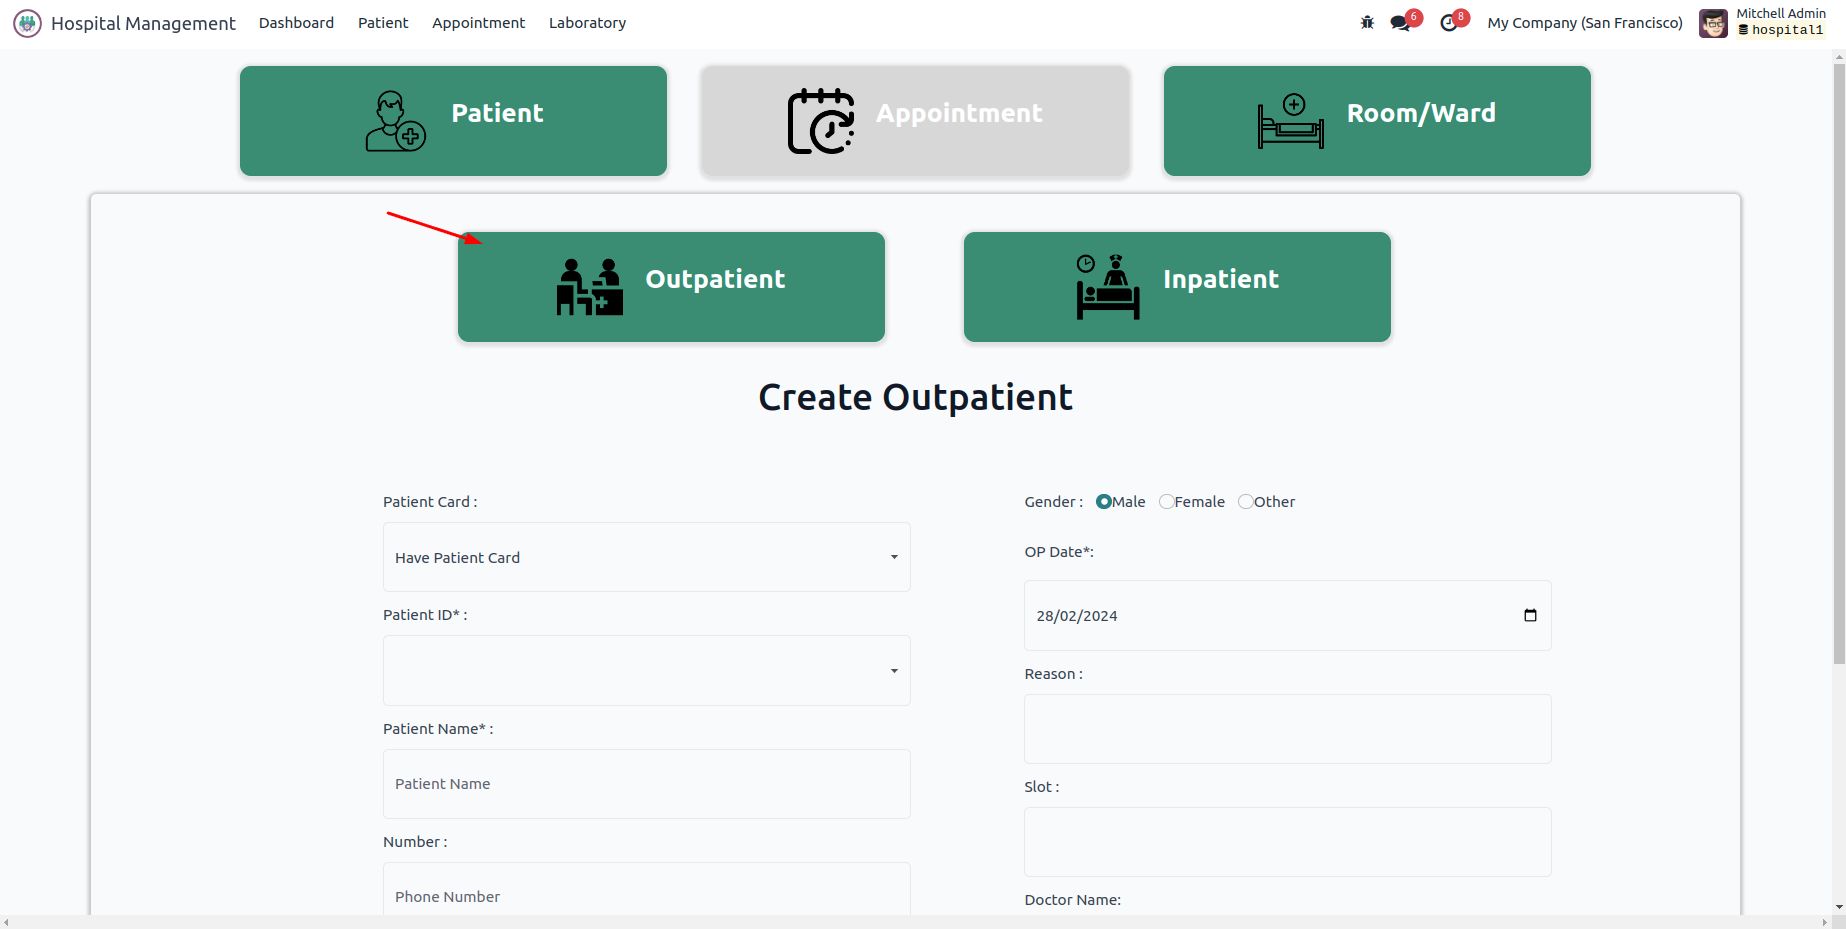 Hospital Management Dashboard Patient Appointment Laboratory 6 8 My Company (San Francisco) Mitchell Admin
hospital1
Patient Appointment Room/Ward
Outpatient Inpatient
Create Outpatient
Patient Card : Gender : Male Female Other
Have Patient Card
OP Date*:
Patient ID* :
28/02/2024
Reason :
Patient Name* :
Patient Name
Slot :
Number :
Phone Number
Doctor Name: